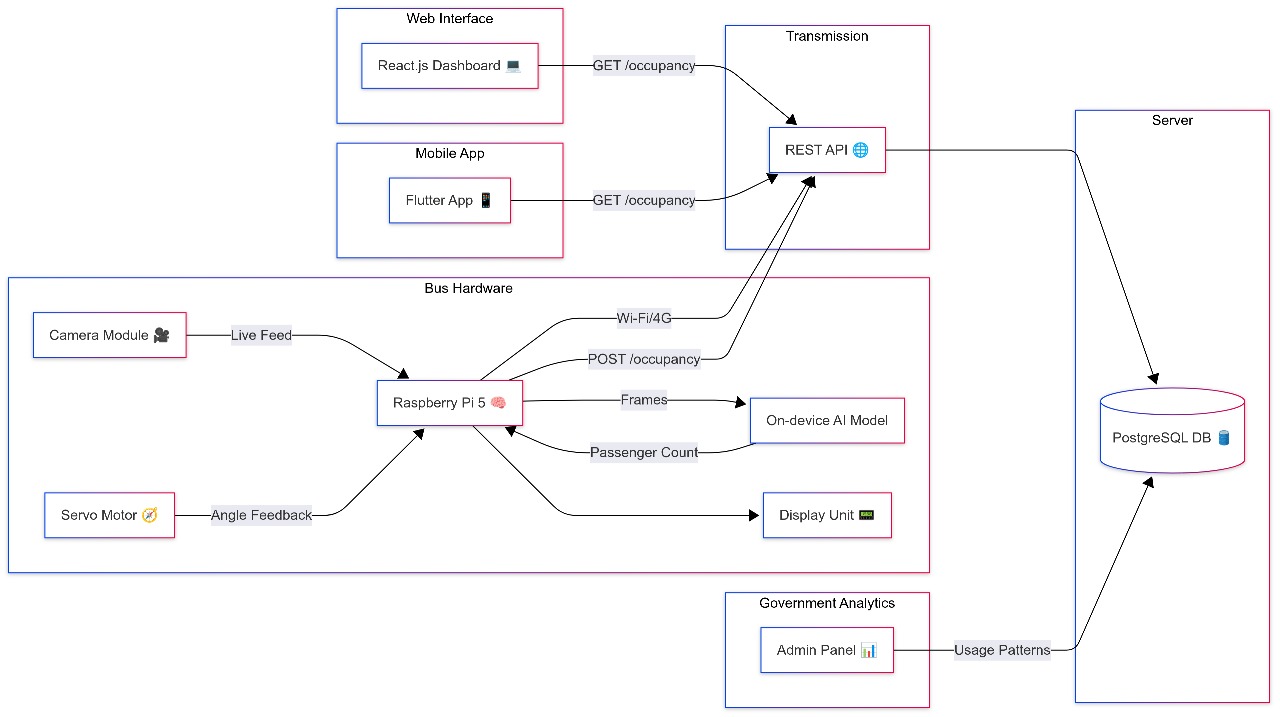 Web Interface
React.js Dashboard 💻
GET /occupancy
Transmission
REST API 🌐
Mobile App
Flutter App 📱
GET /occupancy
Server
PostgreSQL DB 🛢️
Bus Hardware
Camera Module 🎥
Live Feed
Wi-Fi/4G
POST /occupancy
Raspberry Pi 5 🧠
Frames
On-device AI Model
Passenger Count
Servo Motor 🧭
Angle Feedback
Display Unit 📟
Government Analytics
Admin Panel 📊
Usage Patterns